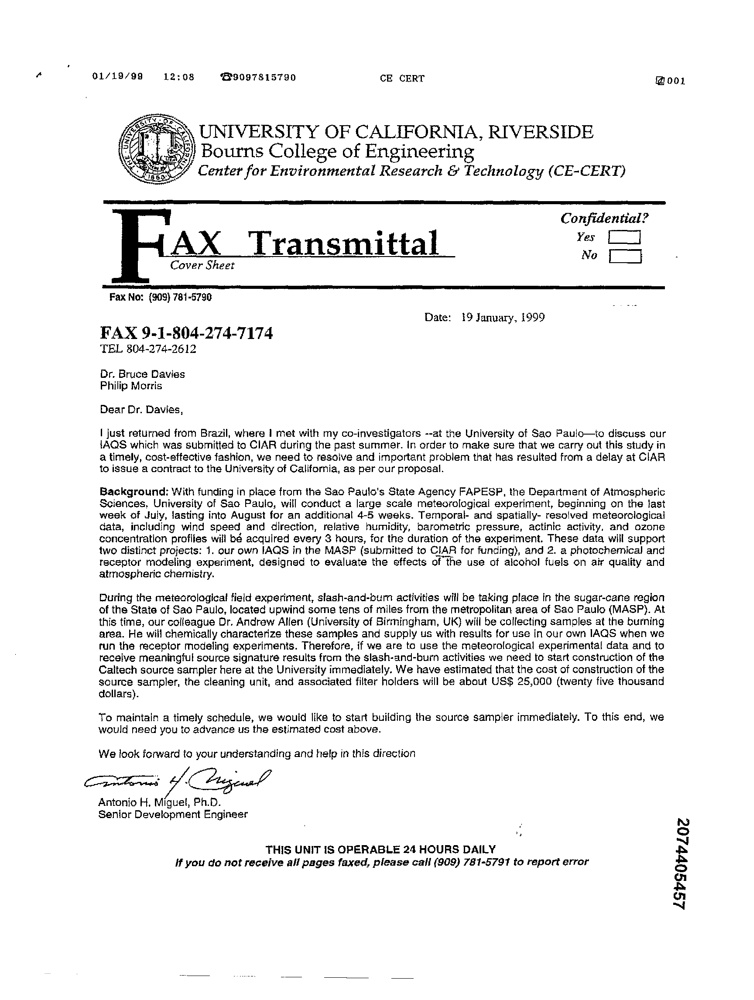 01/19/99 12:08 ☎9097815790 CE CERT 001
UNIVERSITY OF CALIFORNIA, RIVERSIDE
Bourns College of Engineering
Center for Environmental Research & Technology (CE-CERT)
FAX Transmittal
Cover Sheet
Confidential?
Yes
No
Fax No: (909) 781-5790
Date: 19 January, 1999
FAX 9-1-804-274-7174
TEL 804-274-2612
Dr. Bruce Davies
Philip Morris
Dear Dr. Davies,
I just returned from Brazil, where I met with my co-investigators --at the University of Sao Paulo—to discuss our
IAQS which was submitted to CIAR during the past summer. In order to make sure that we carry out this study in
a timely, cost-effective fashion, we need to resolve and important problem that has resulted from a delay at CIAR
to issue a contract to the University of California, as per our proposal.
Background: With funding in place from the Sao Paulo's State Agency FAPESP, the Department of Atmospheric
Sciences, University of Sao Paulo, will conduct a large scale meteorological experiment, beginning on the last
week of July, lasting into August for an additional 4-5 weeks. Temporal- and spatially- resolved meteorological
data, including wind speed and direction, relative humidity, barometric pressure, actinic activity, and ozone
concentration profiles will be acquired every 3 hours, for the duration of the experiment. These data will support
two distinct projects: 1. our own IAQS in the MASP (submitted to CIAR for funding), and 2. a photochemical and
receptor modeling experiment, designed to evaluate the effects of the use of alcohol fuels on air quality and
atmospheric chemistry.
During the meteorological field experiment, slash-and-burn activities will be taking place in the sugar-cane region
of the State of Sao Paulo, located upwind some tens of miles from the metropolitan area of Sao Paulo (MASP). At
this time, our colleague Dr. Andrew Allen (University of Birmingham, UK) will be collecting samples at the burning
area. He will chemically characterize these samples and supply us with results for use in our own IAQS when we
run the receptor modeling experiments. Therefore, if we are to use the meteorological experimental data and to
receive meaningful source signature results from the slash-and-burn activities we need to start construction of the
Caltech source sampler here at the University immediately. We have estimated that the cost of construction of the
source sampler, the cleaning unit, and associated filter holders will be about US$ 25,000 (twenty five thousand
dollars).
To maintain a timely schedule, we would like to start building the source sampler immediately. To this end, we
would need you to advance us the estimated cost above.
We look forward to your understanding and help in this direction
Antonio H. Miguel
Antonio H. Miguel, Ph.D.
Senior Development Engineer
THIS UNIT IS OPERABLE 24 HOURS DAILY
If you do not receive all pages faxed, please call (909) 781-5791 to report error
2074405457